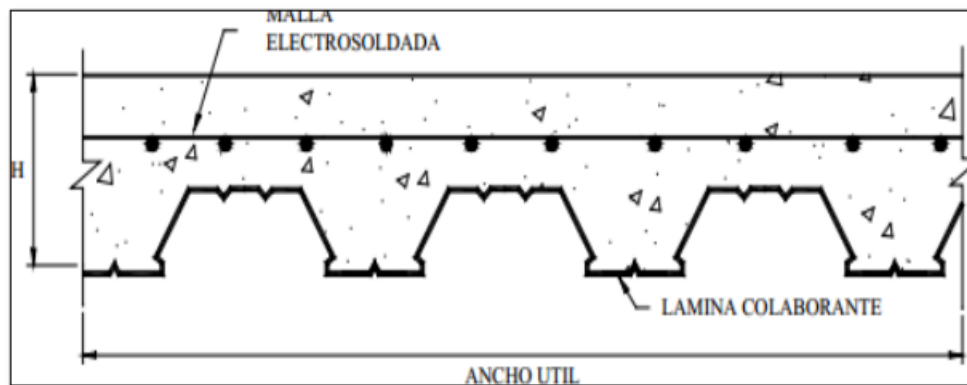 MALLA
ELECTROSOLDADA
H
LAMINA COLABORANTE
ANCHO UTIL